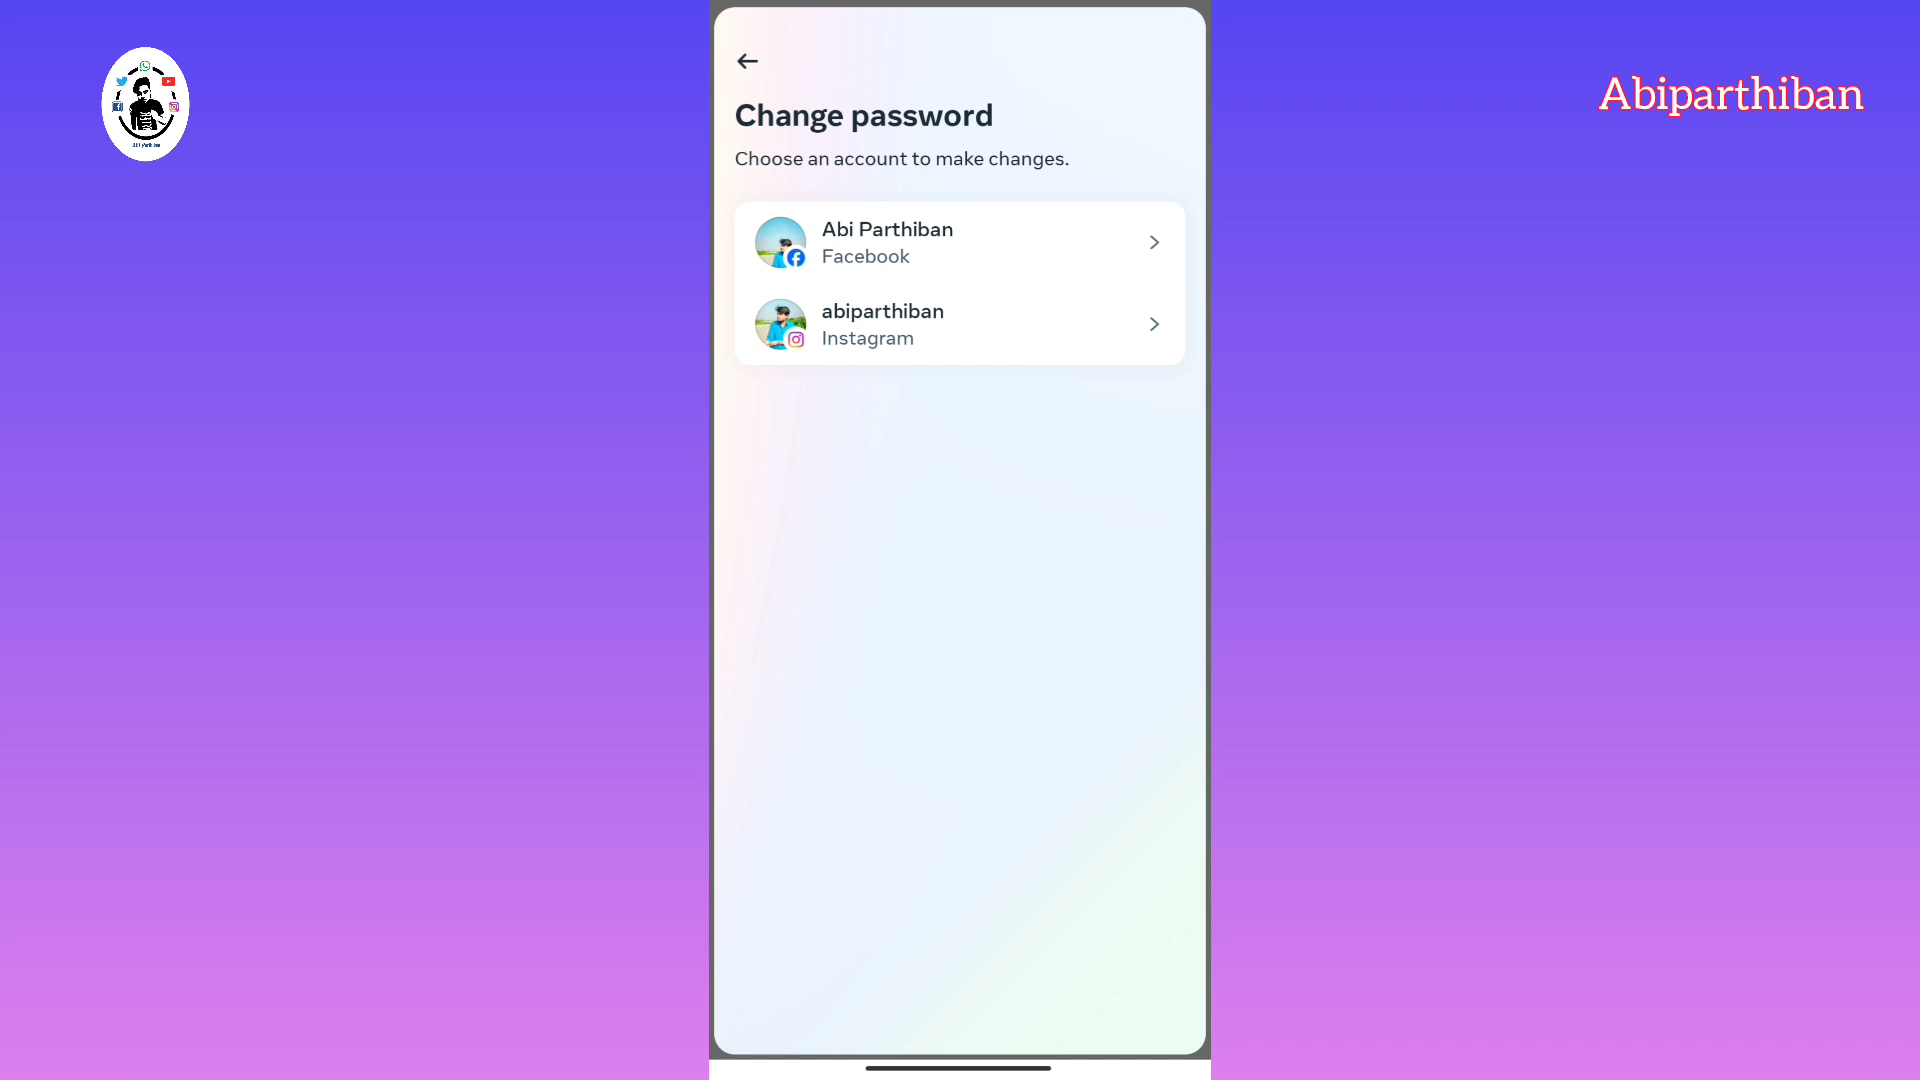 Abiparthiban
Change password
Choose an account to make changes.
Abi Parthiban
Facebook
abiparthiban
Instagram